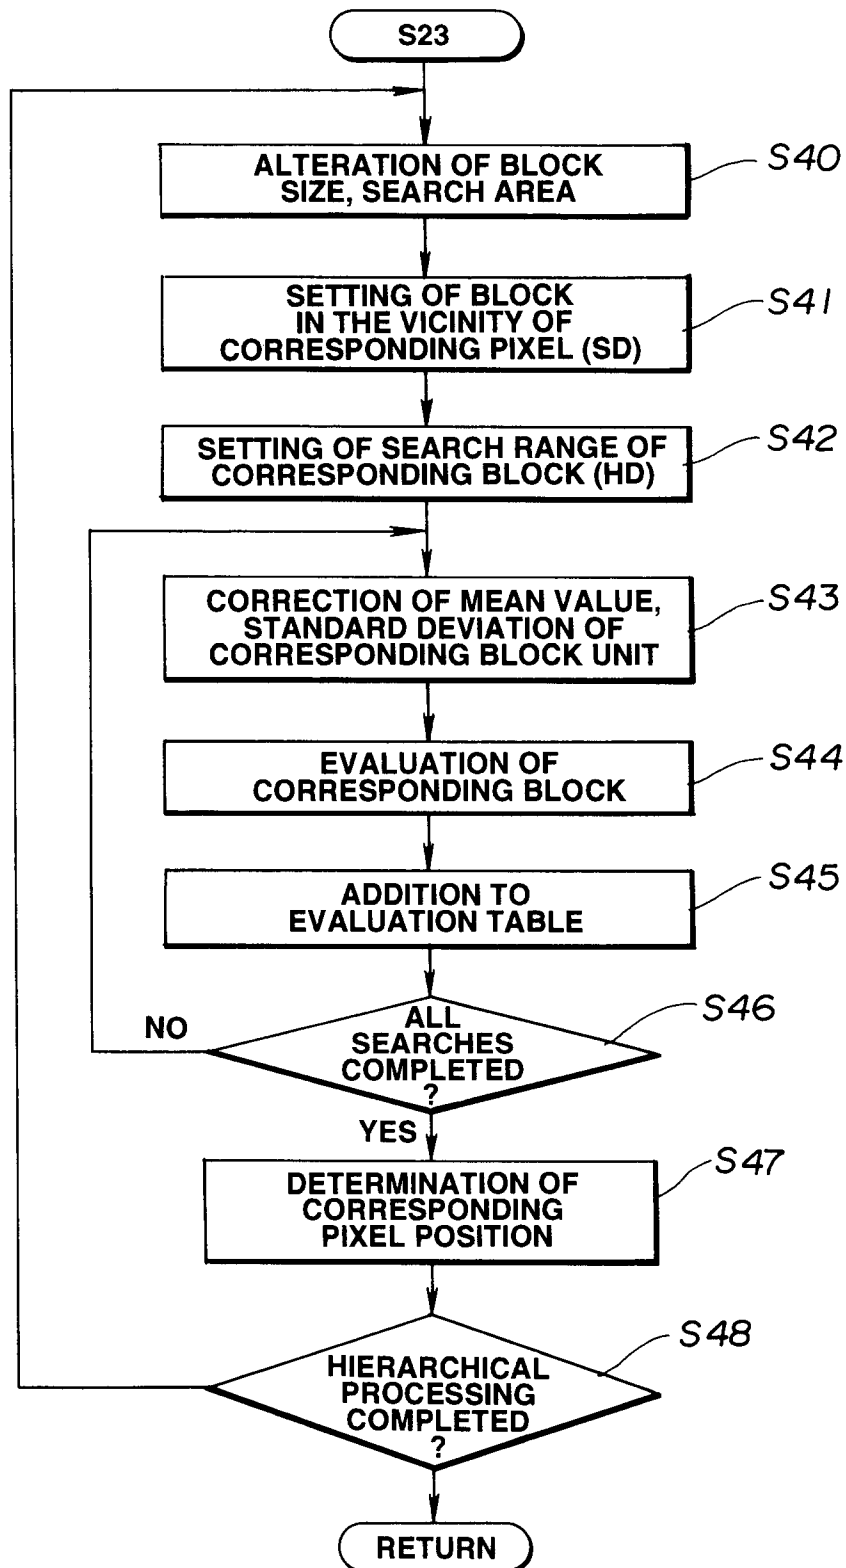 S23
ALTERATION OF BLOCK
SIZE, SEARCH AREA
S40
SETTING OF BLOCK
IN THE VICINITY OF
CORRESPONDING PIXEL (SD)
S41
SETTING OF SEARCH RANGE OF
CORRESPONDING BLOCK (HD)
S42
CORRECTION OF MEAN VALUE,
STANDARD DEVIATION OF
CORRESPONDING BLOCK UNIT
S43
EVALUATION OF
CORRESPONDING BLOCK
S44
ADDITION TO
EVALUATION TABLE
S45
ALL
SEARCHES
COMPLETED
?
S46
NO
YES
DETERMINATION OF
CORRESPONDING
PIXEL POSITION
S47
HIERARCHICAL
PROCESSING
COMPLETED
?
S48
RETURN